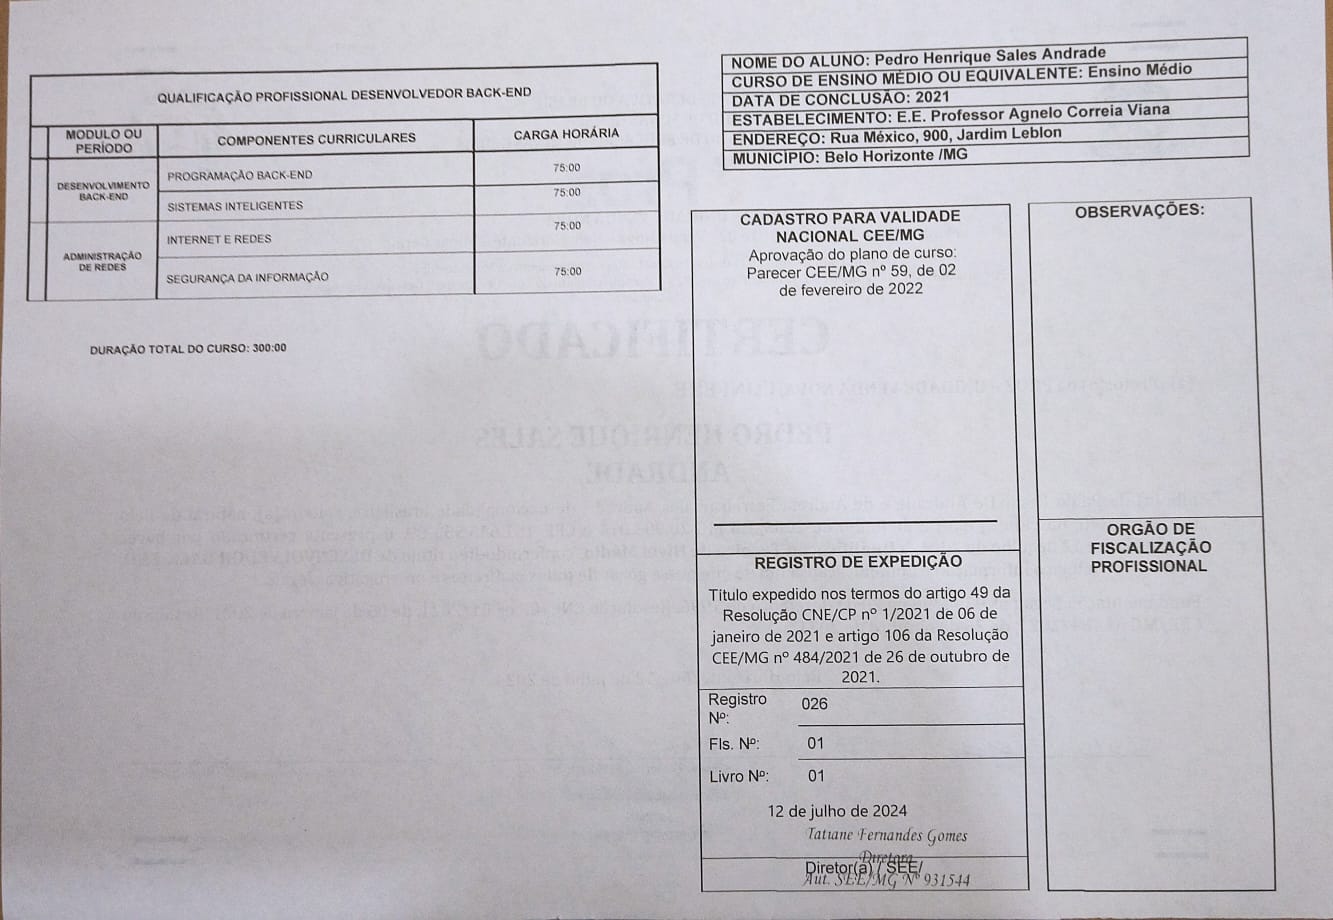 QUALIFICAÇÃO PROFISSIONAL DESENVOLVEDOR BACK-END
MODULO OU
PERÍODO
COMPONENTES CURRICULARES
CARGA HORÁRIA
DESENVOLVIMENTO
BACK-END
PROGRAMAÇÃO BACK-END
75:00
SISTEMAS INTELIGENTES
75:00
ADMINISTRAÇÃO
DE REDES
INTERNET E REDES
75:00
SEGURANÇA DA INFORMAÇÃO
75:00
DURAÇÃO TOTAL DO CURSO: 300:00
NOME DO ALUNO: Pedro Henrique Sales Andrade
CURSO DE ENSINO MÉDIO OU EQUIVALENTE: Ensino Médio
DATA DE CONCLUSÃO: 2021
ESTABELECIMENTO: E.E. Professor Agnelo Correia Viana
ENDEREÇO: Rua México, 900, Jardim Leblon
MUNICÍPIO: Belo Horizonte /MG
CADASTRO PARA VALIDADE
NACIONAL CEE/MG
Aprovação do plano de curso:
Parecer CEE/MG nº 59, de 02
de fevereiro de 2022
REGISTRO DE EXPEDIÇÃO
Título expedido nos termos do artigo 49 da
Resolução CNE/CP nº 1/2021 de 06 de
janeiro de 2021 e artigo 106 da Resolução
CEE/MG nº 484/2021 de 26 de outubro de
2021.
Registro
Nº:
026
Fls. Nº: 01
Livro Nº: 01
12 de julho de 2024
Tatiane Fernandes Gomes
Diretora
Diretor(a) / SEE/
Aut. SEE/MG Nº 931544
OBSERVAÇÕES:
ORGÃO DE
FISCALIZAÇÃO
PROFISSIONAL